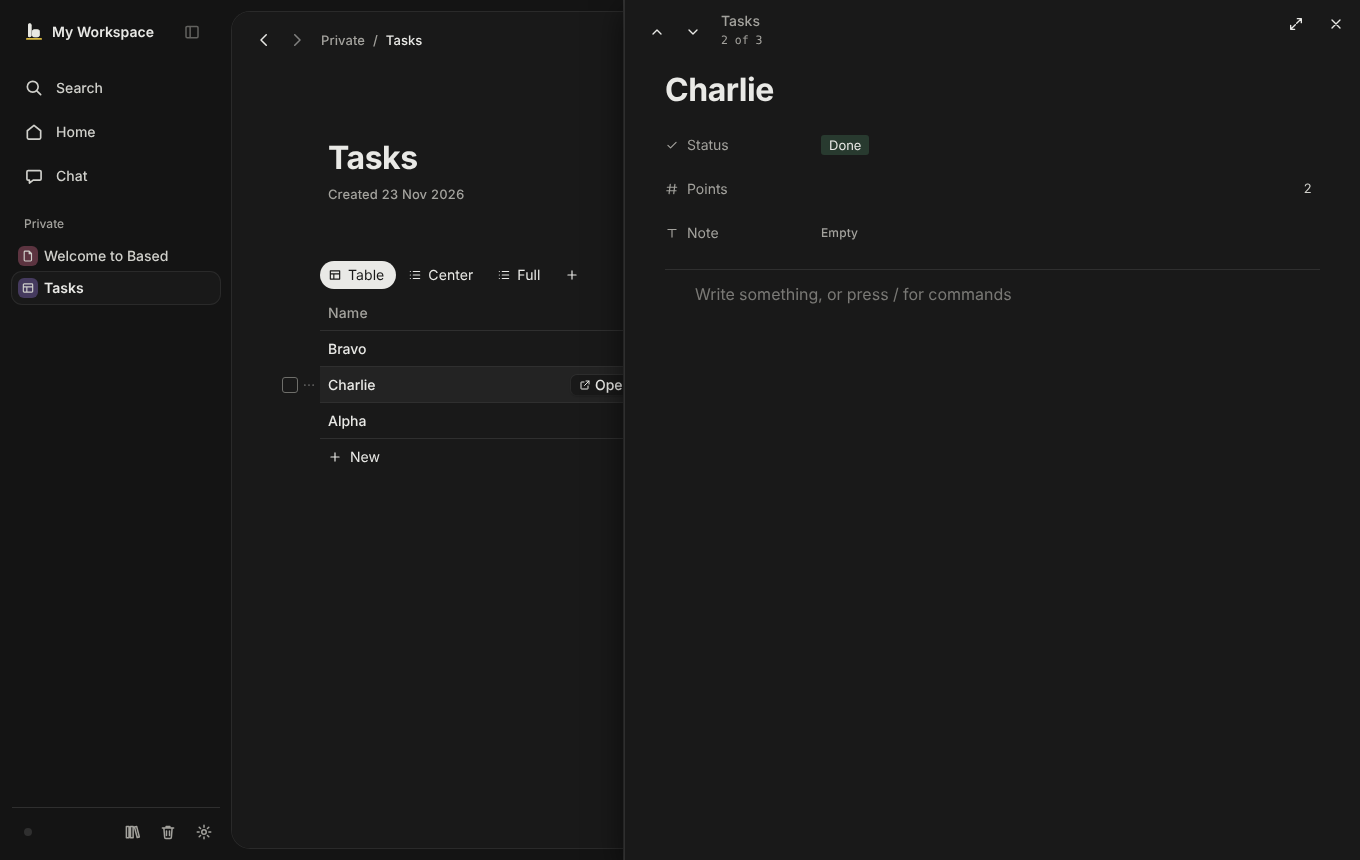 My Workspace
Search
Home
Chat
Private
Welcome to Based
Tasks
Private / Tasks
Tasks
Created 23 Nov 2026
Table
Center
Full
Name
Bravo
Charlie
Ope
Alpha
New
Tasks
2 of 3
Charlie
Status Done
Points 2
Note Empty
Write something, or press / for commands